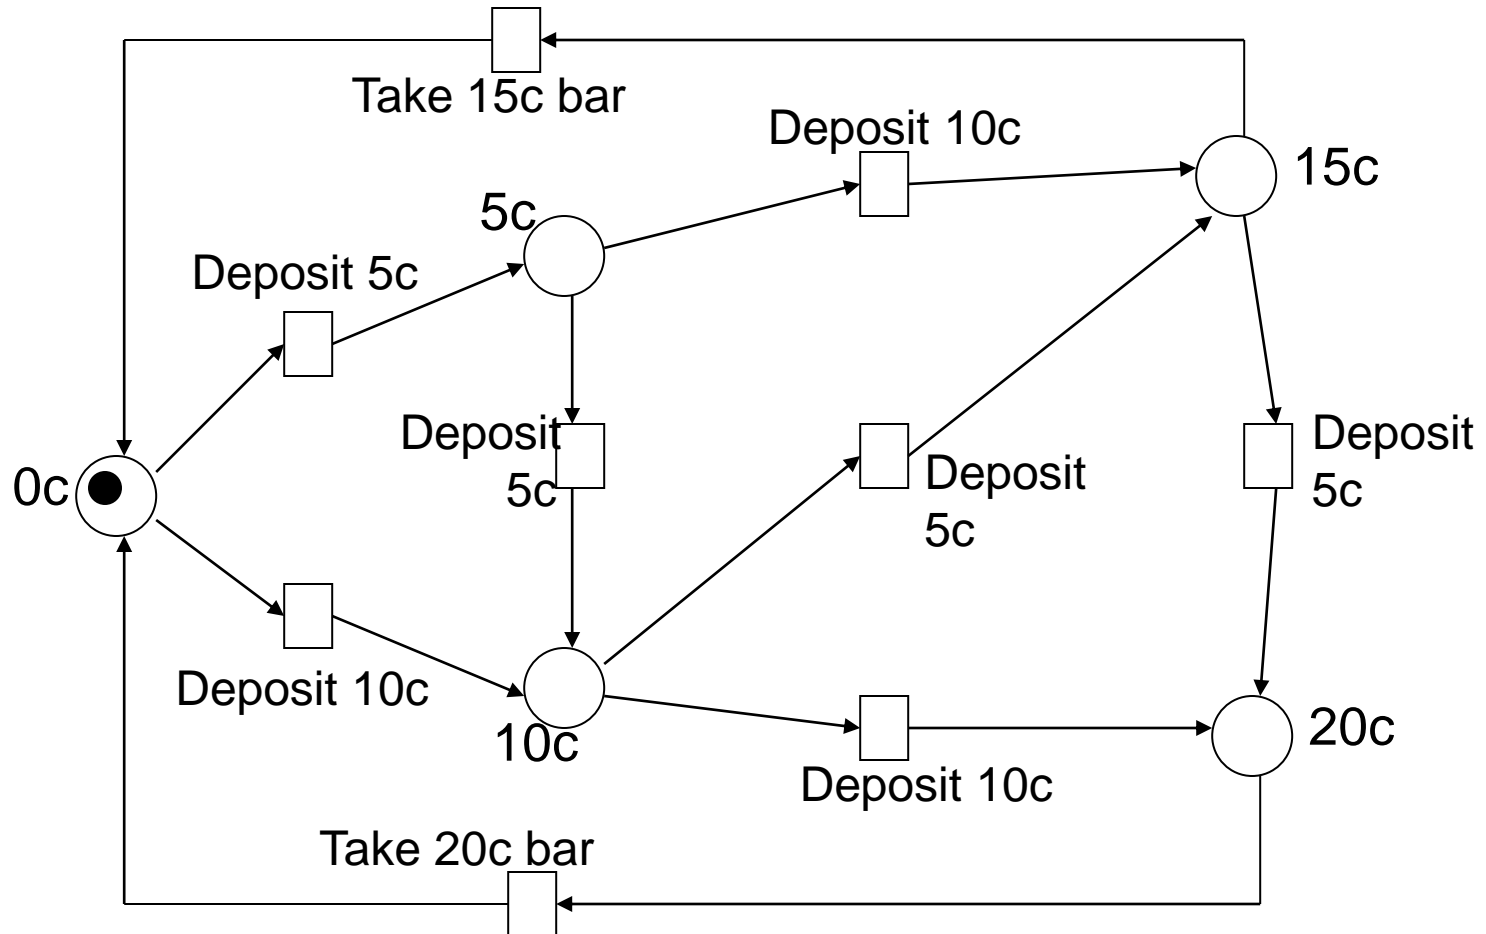 Take 15c bar
Deposit 10c
15c
5c
Deposit 5c
Deposit
5c
Deposit
5c
Deposit
5c
0c
Deposit 10c
10c
20c
Deposit 10c
Take 20c bar